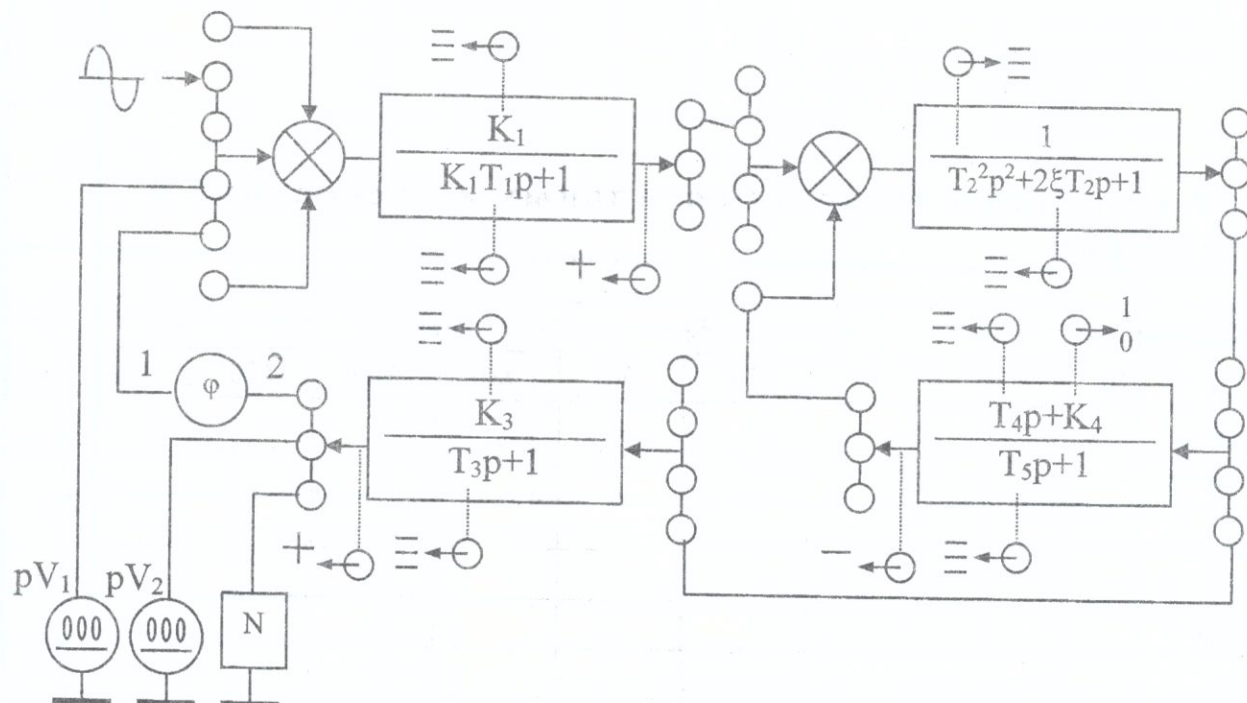 K₁
K₁T₁p+1
+
1
T₂²p²+2ξT₂p+1
1
φ
2
K₃
T₃p+1
+
1
0
T₄p+K₄
T₅p+1
−
pV₁
pV₂
000
000
N